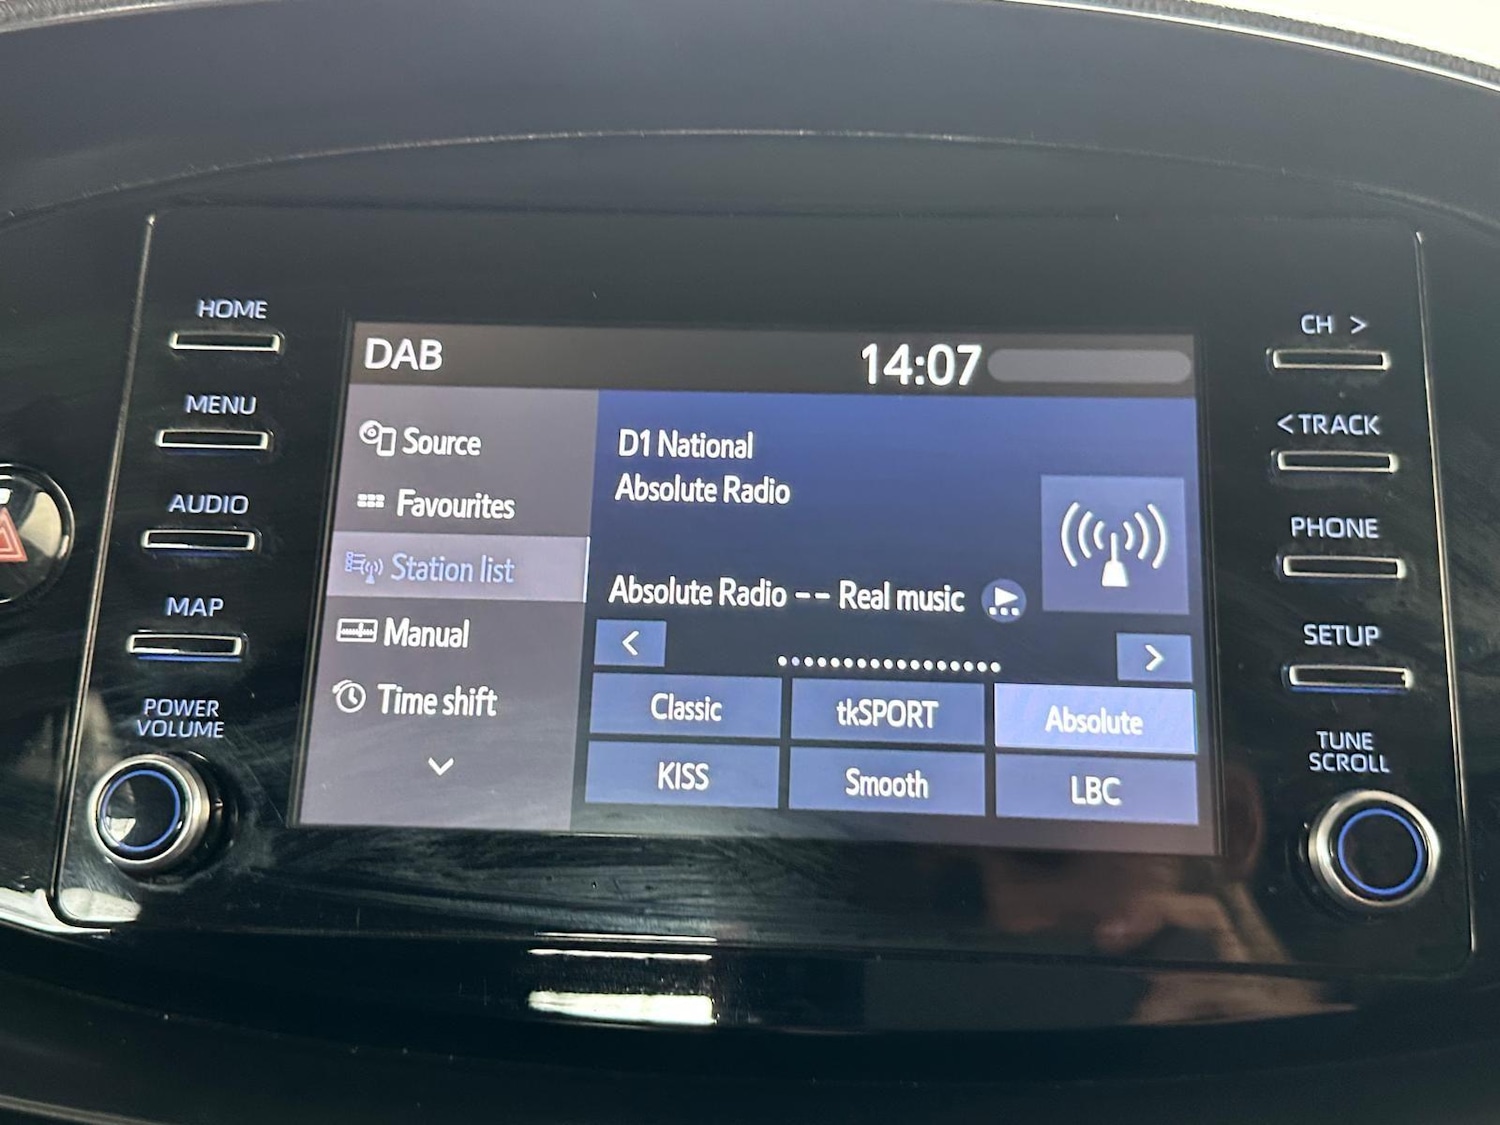 HOME
MENU
AUDIO
MAP
POWER
VOLUME
DAB
14:07
Source
Favourites
Station list
Manual
Time shift
D1 National
Absolute Radio
Absolute Radio -- Real music
<
>
Classic
tkSPORT
Absolute
KISS
Smooth
LBC
CH >
<TRACK
PHONE
SETUP
TUNE
SCROLL